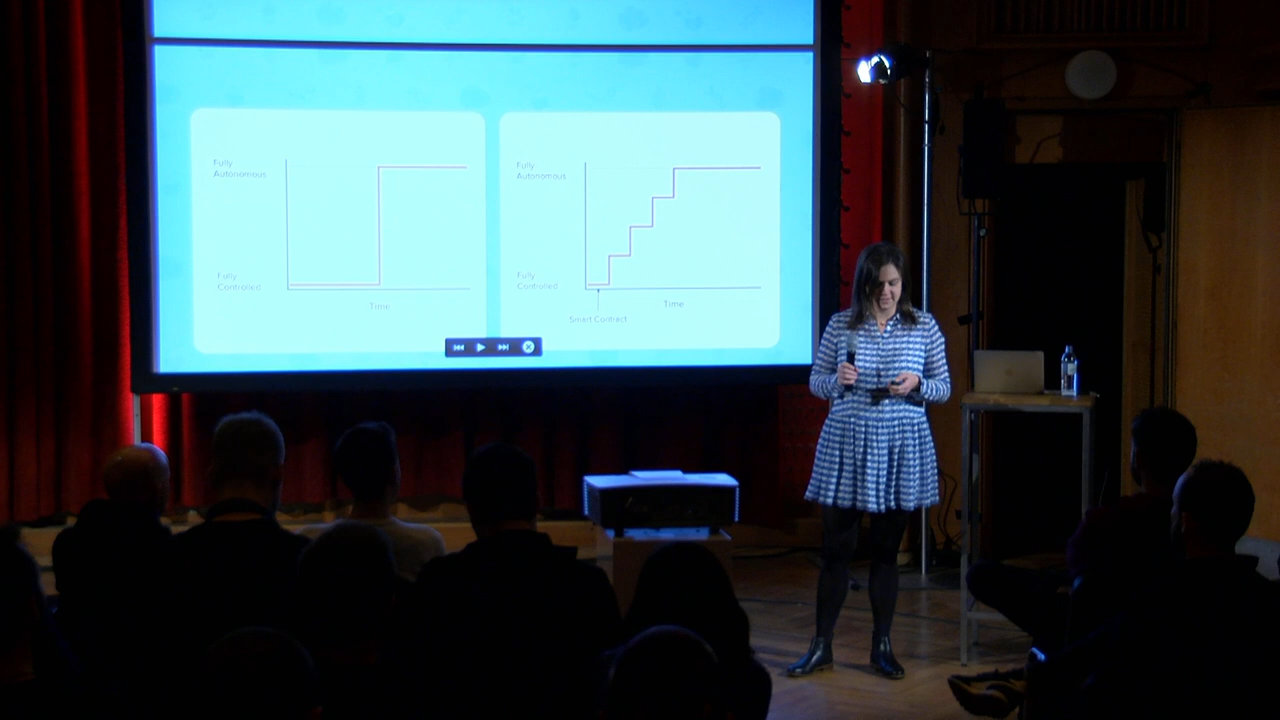 Fully
Autonomous
Fully
Controlled
Time
Fully
Autonomous
Fully
Controlled
Time
Smart Contract